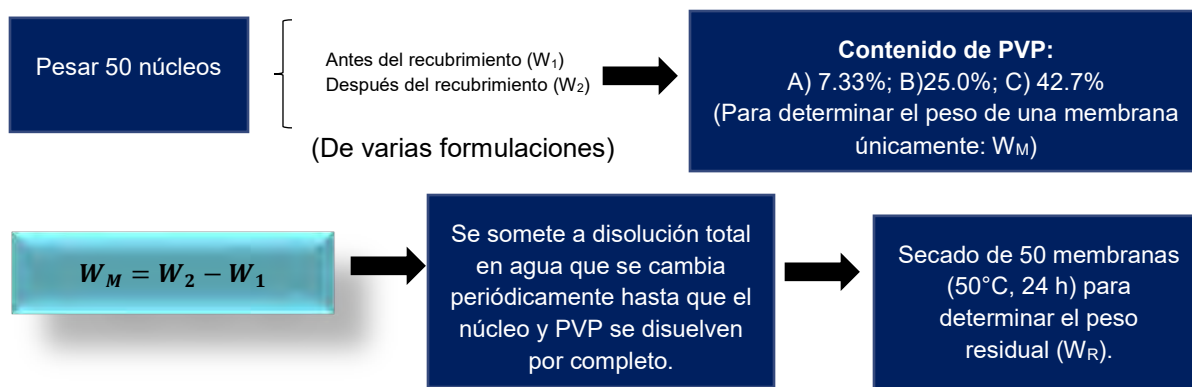 Pesar 50 núcleos
Antes del recubrimiento (W₁)
Después del recubrimiento (W₂)
(De varias formulaciones)
Contenido de PVP:
A) 7.33%; B)25.0%; C) 42.7%
(Para determinar el peso de una membrana
únicamente: W_M)
W_M = W₂ − W₁
Se somete a disolución total
en agua que se cambia
periódicamente hasta que el
núcleo y PVP se disuelven
por completo.
Secado de 50 membranas
(50°C, 24 h) para
determinar el peso
residual (W_R).